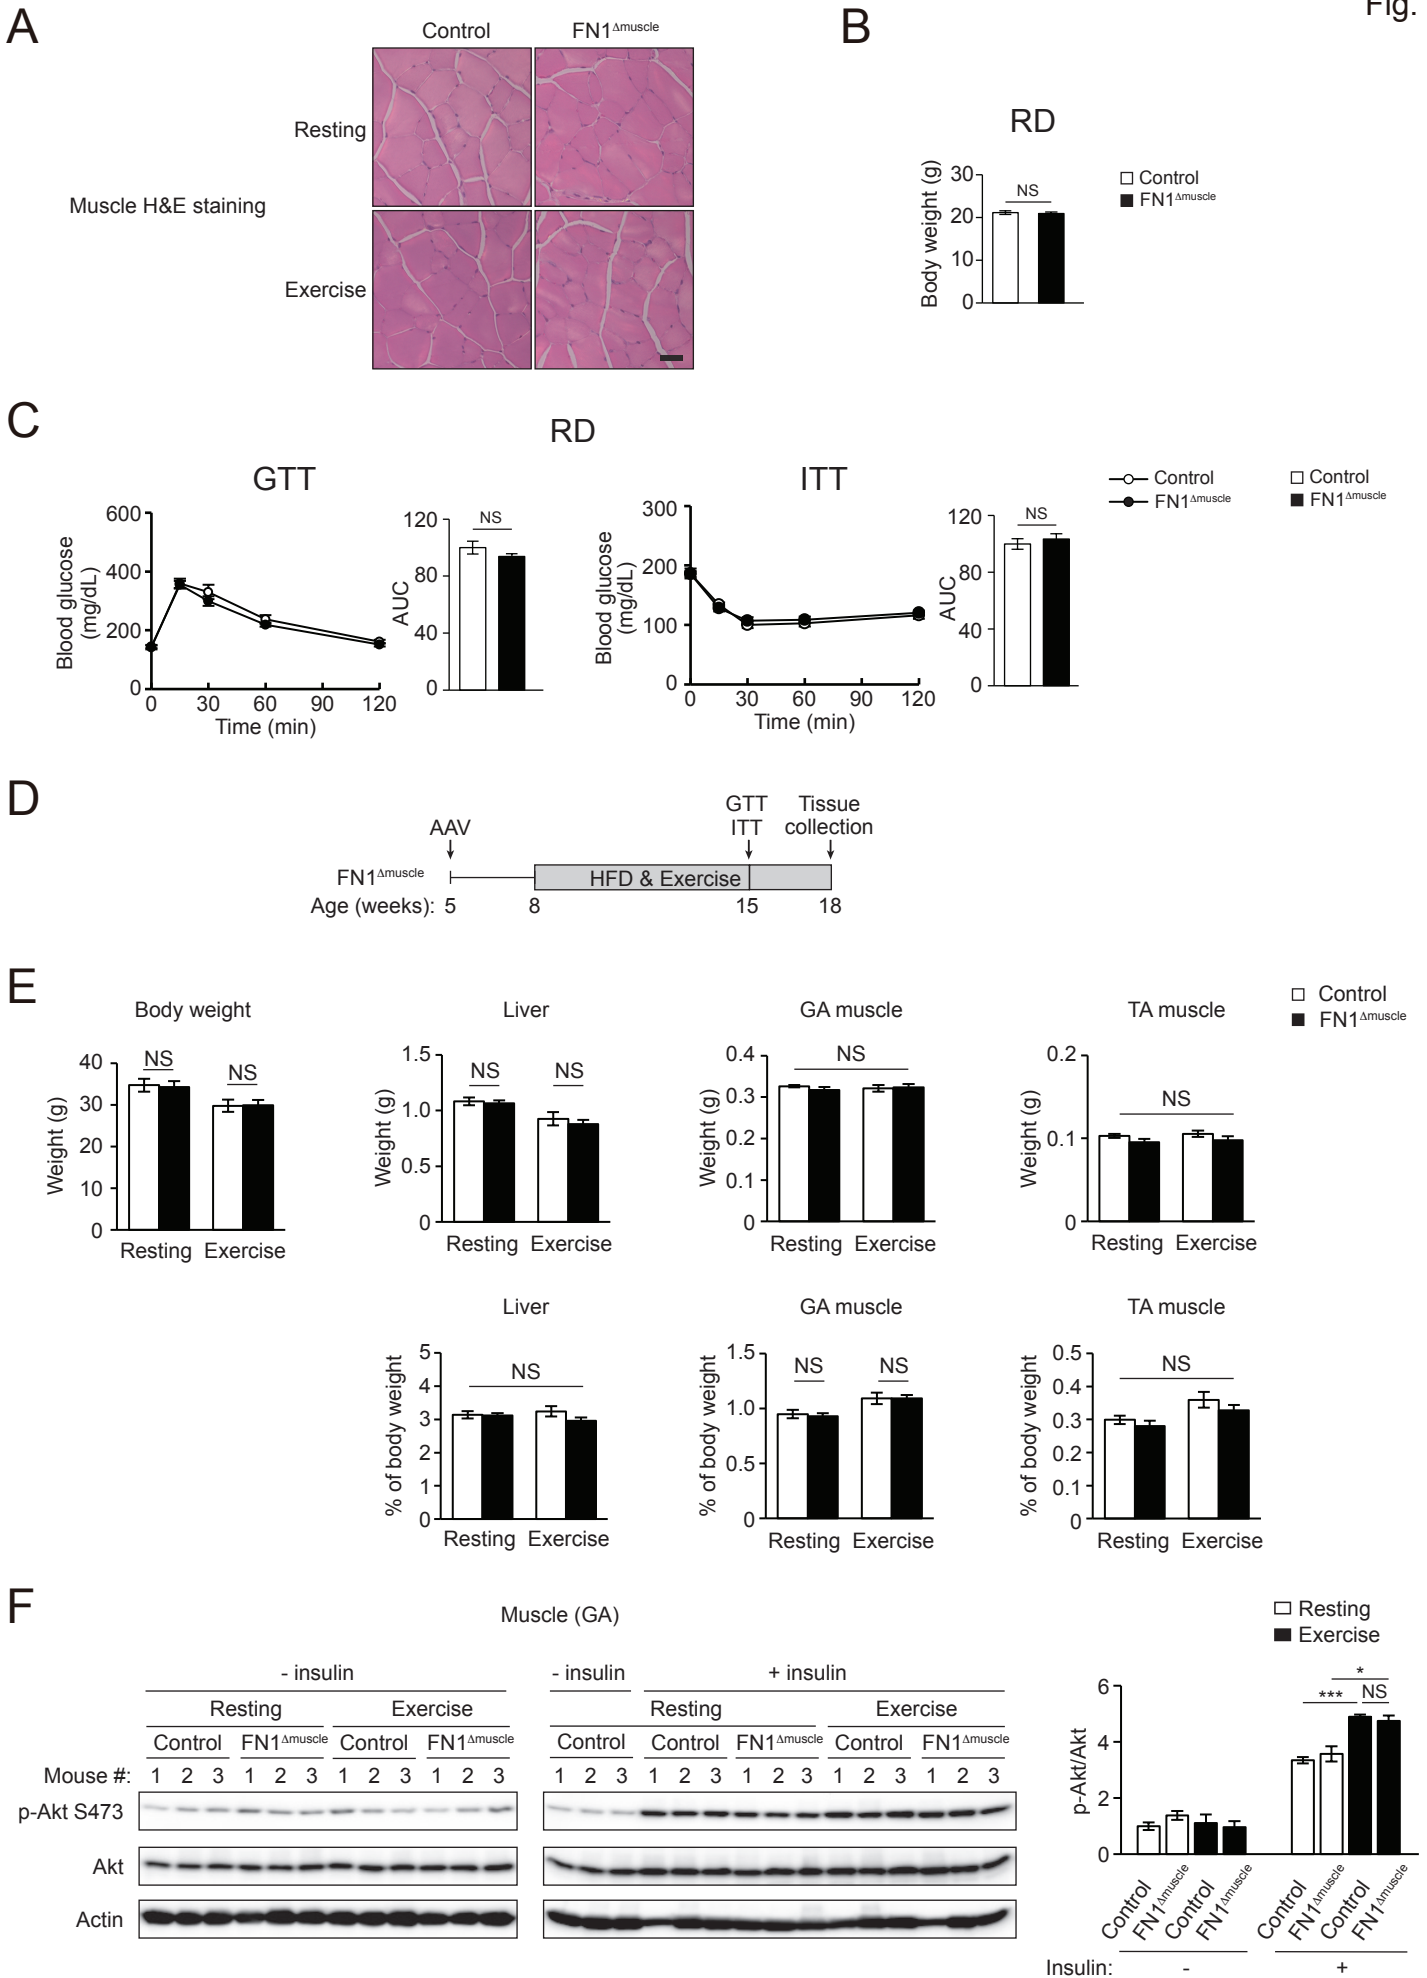 Fig.
A
Control FN1Δmuscle
Resting
Muscle H&E staining
Exercise
B
RD
Body weight (g)
30
20
10
0
NS
Control
FN1Δmuscle
C
RD
GTT
Blood glucose (mg/dL)
600
400
200
0
0 30 60 90 120
Time (min)
AUC
120
80
40
0
NS
ITT
Blood glucose (mg/dL)
300
200
100
0
0 30 60 90 120
Time (min)
AUC
120
80
40
0
NS
Control
FN1Δmuscle
Control
FN1Δmuscle
D
AAV
GTT
ITT
Tissue
collection
FN1Δmuscle
HFD & Exercise
Age (weeks): 5 8 15 18
E
Control
FN1Δmuscle
Body weight
Weight (g)
40
30
20
10
0
NS NS
Resting Exercise
Liver
Weight (g)
1.5
1.0
0.5
0
NS NS
Resting Exercise
GA muscle
Weight (g)
0.4
0.3
0.2
0.1
0
NS
Resting Exercise
TA muscle
Weight (g)
0.2
0.1
0
NS
Resting Exercise
Liver
% of body weight
5
4
3
2
1
0
NS
Resting Exercise
GA muscle
% of body weight
1.5
1.0
0.5
0
NS NS
Resting Exercise
TA muscle
% of body weight
0.5
0.4
0.3
0.2
0.1
0
NS
Resting Exercise
F
Muscle (GA)
- insulin
Resting Exercise
Control FN1Δmuscle Control FN1Δmuscle
Mouse #: 1 2 3 1 2 3 1 2 3 1 2 3
p-Akt S473
Akt
Actin
- insulin + insulin
Resting Exercise
Control Control FN1Δmuscle Control FN1Δmuscle
1 2 3 1 2 3 1 2 3 1 2 3 1 2 3
Resting
Exercise
p-Akt/Akt
6
4
2
0
*
*** NS
Control FN1Δmuscle Control FN1Δmuscle Control FN1Δmuscle Control FN1Δmuscle
Insulin: - +